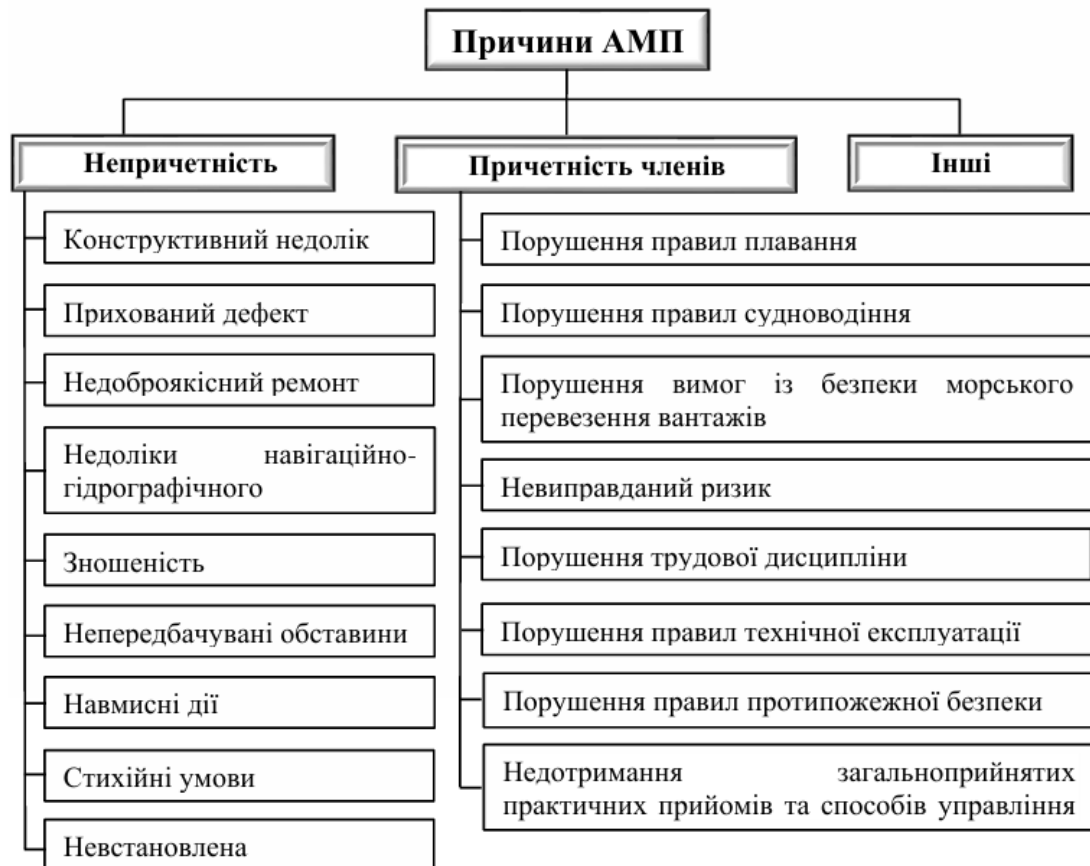 Причини АМП
Непричетність
Причетність членів
Інші
Конструктивний недолік
Прихований дефект
Недоброякісний ремонт
Недоліки навігаційно-
гідрографічного
Зношеність
Непередбачувані обставини
Навмисні дії
Стихійні умови
Невстановлена
Порушення правил плавання
Порушення правил судноводіння
Порушення вимог із безпеки морського
перевезення вантажів
Невиправданий ризик
Порушення трудової дисципліни
Порушення правил технічної експлуатації
Порушення правил протипожежної безпеки
Недотримання загальноприйнятих
практичних прийомів та способів управління